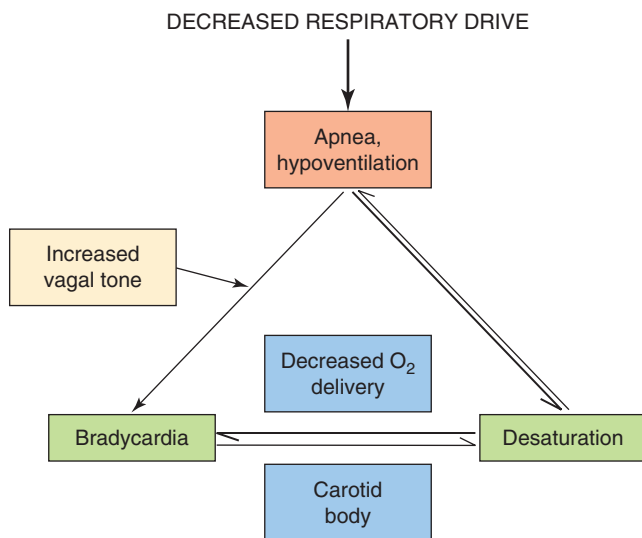 DECREASED RESPIRATORY DRIVE
Apnea,
hypoventilation
Increased
vagal tone
Decreased O₂
delivery
Bradycardia
Desaturation
Carotid
body